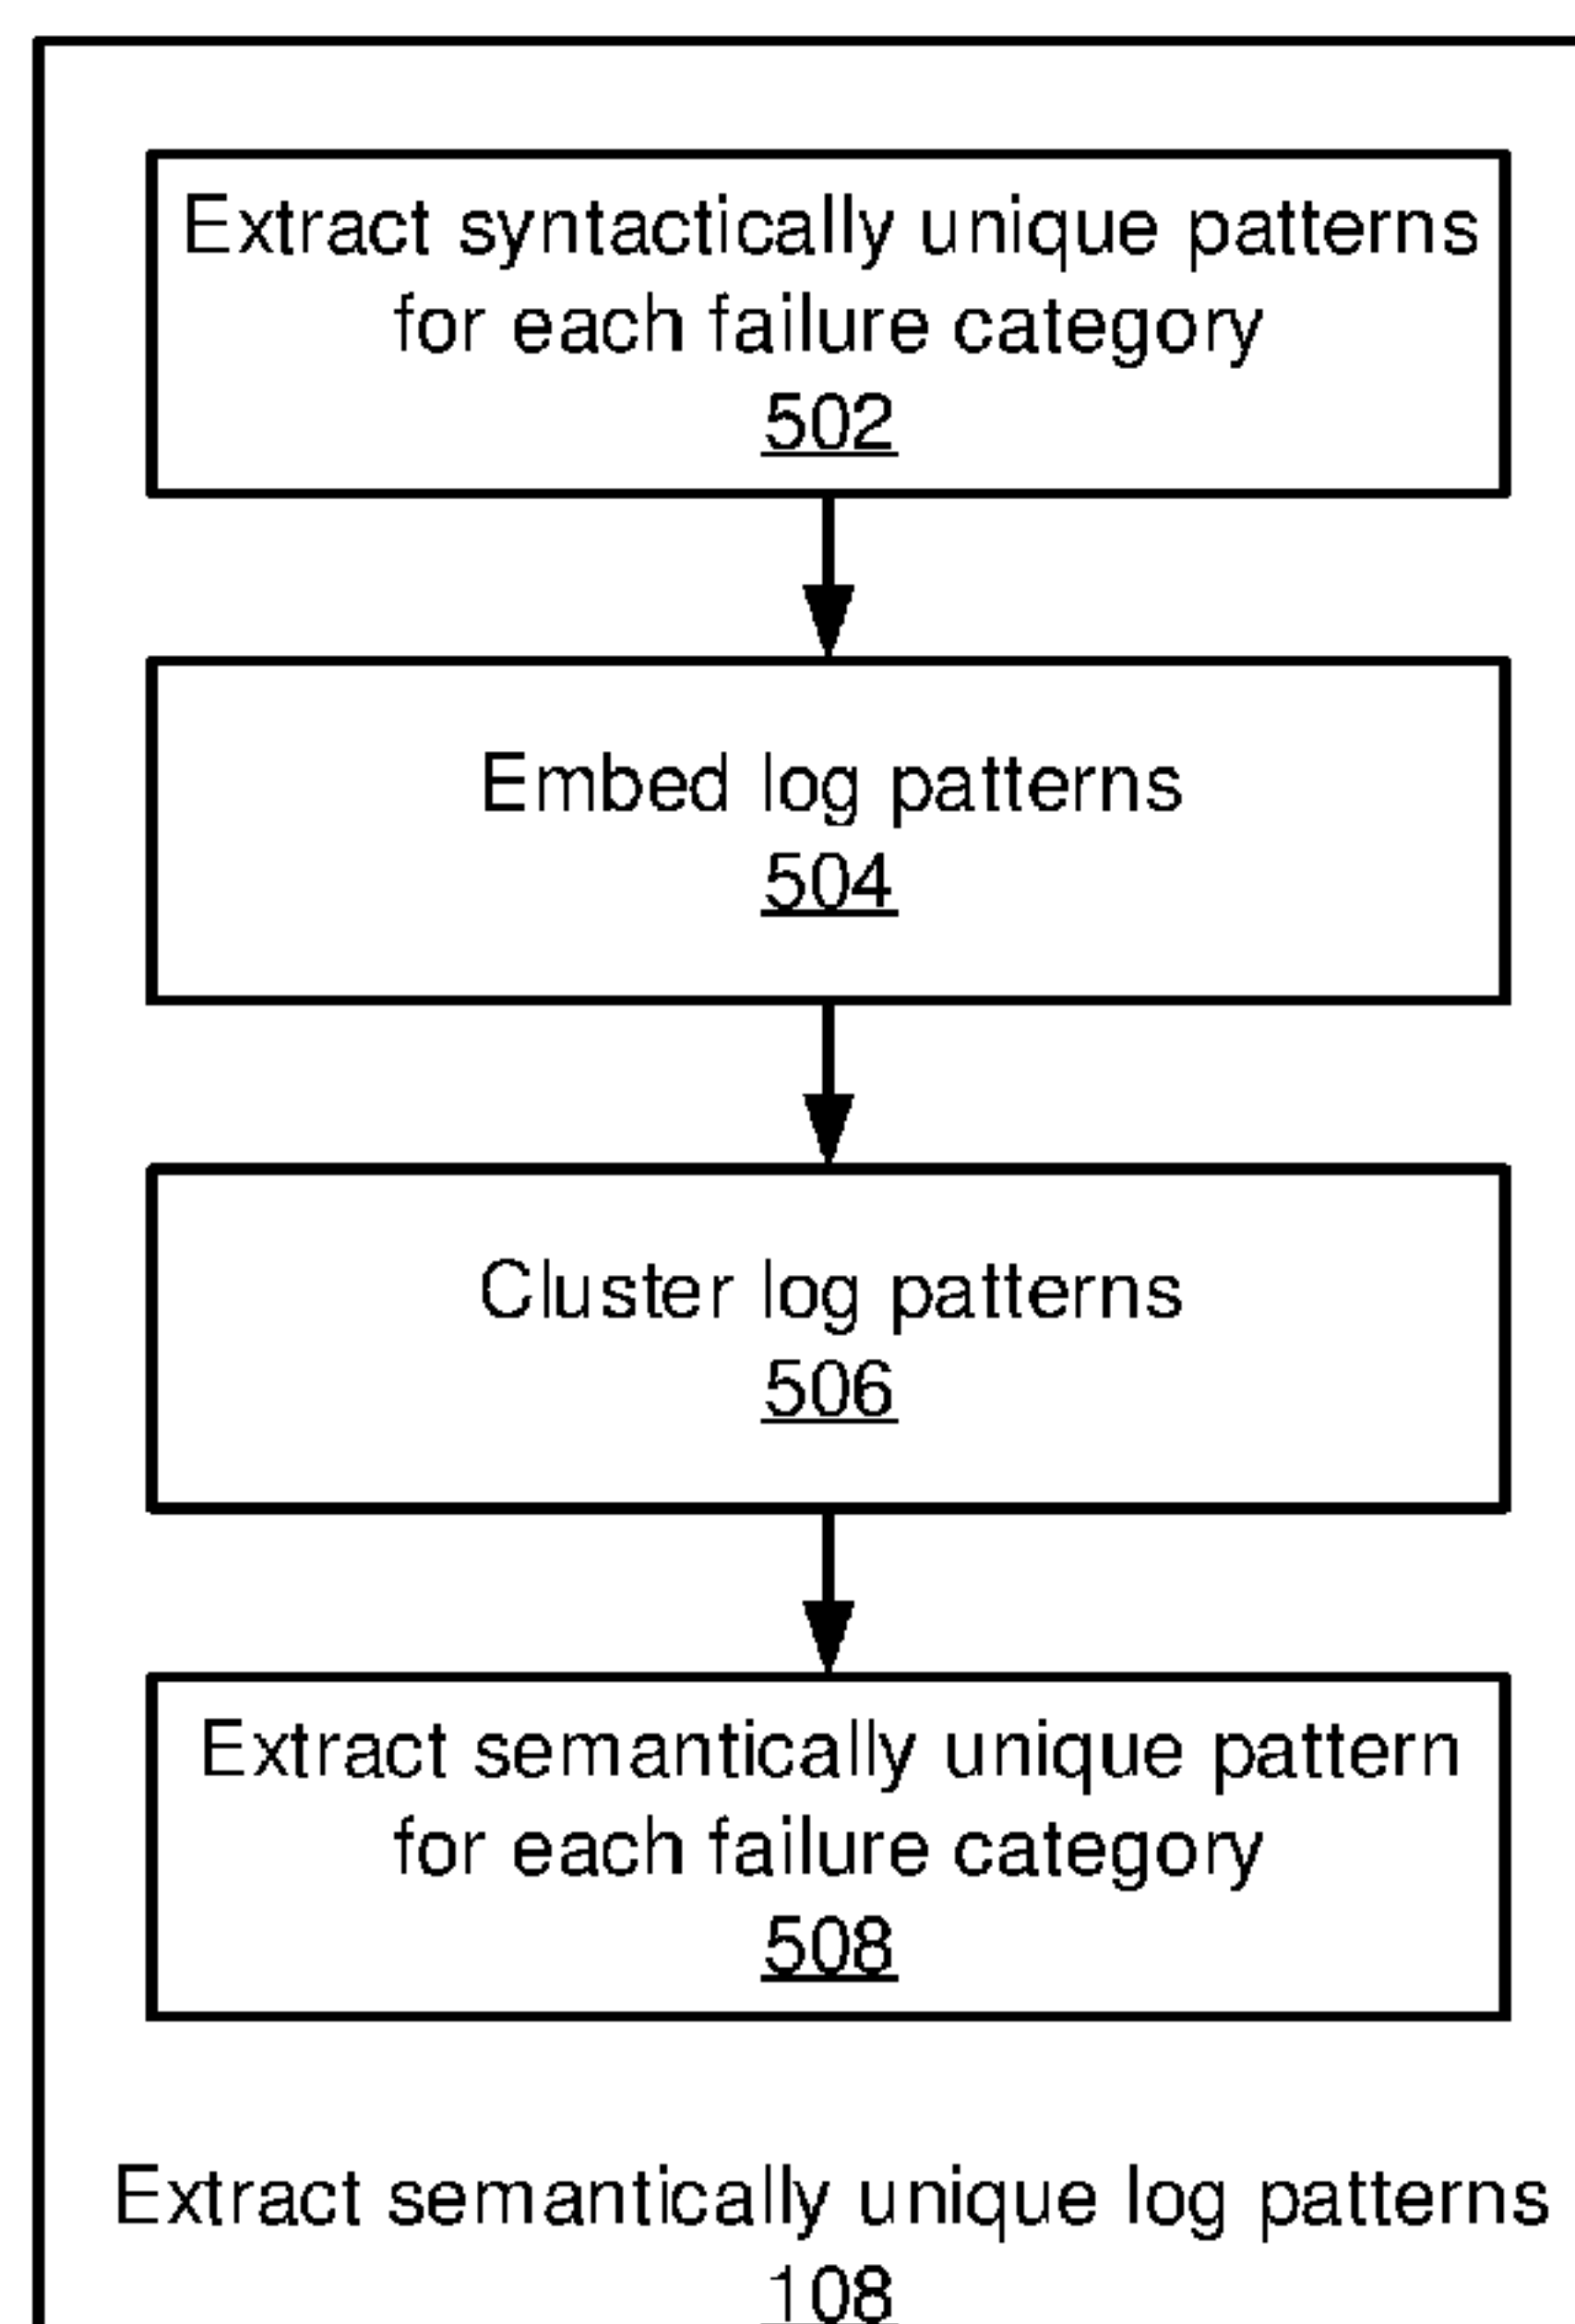 Extract syntactically unique patterns
for each failure category
502
Embed log patterns
504
Cluster log patterns
506
Extract semantically unique pattern
for each failure category
508
Extract semantically unique log patterns
108